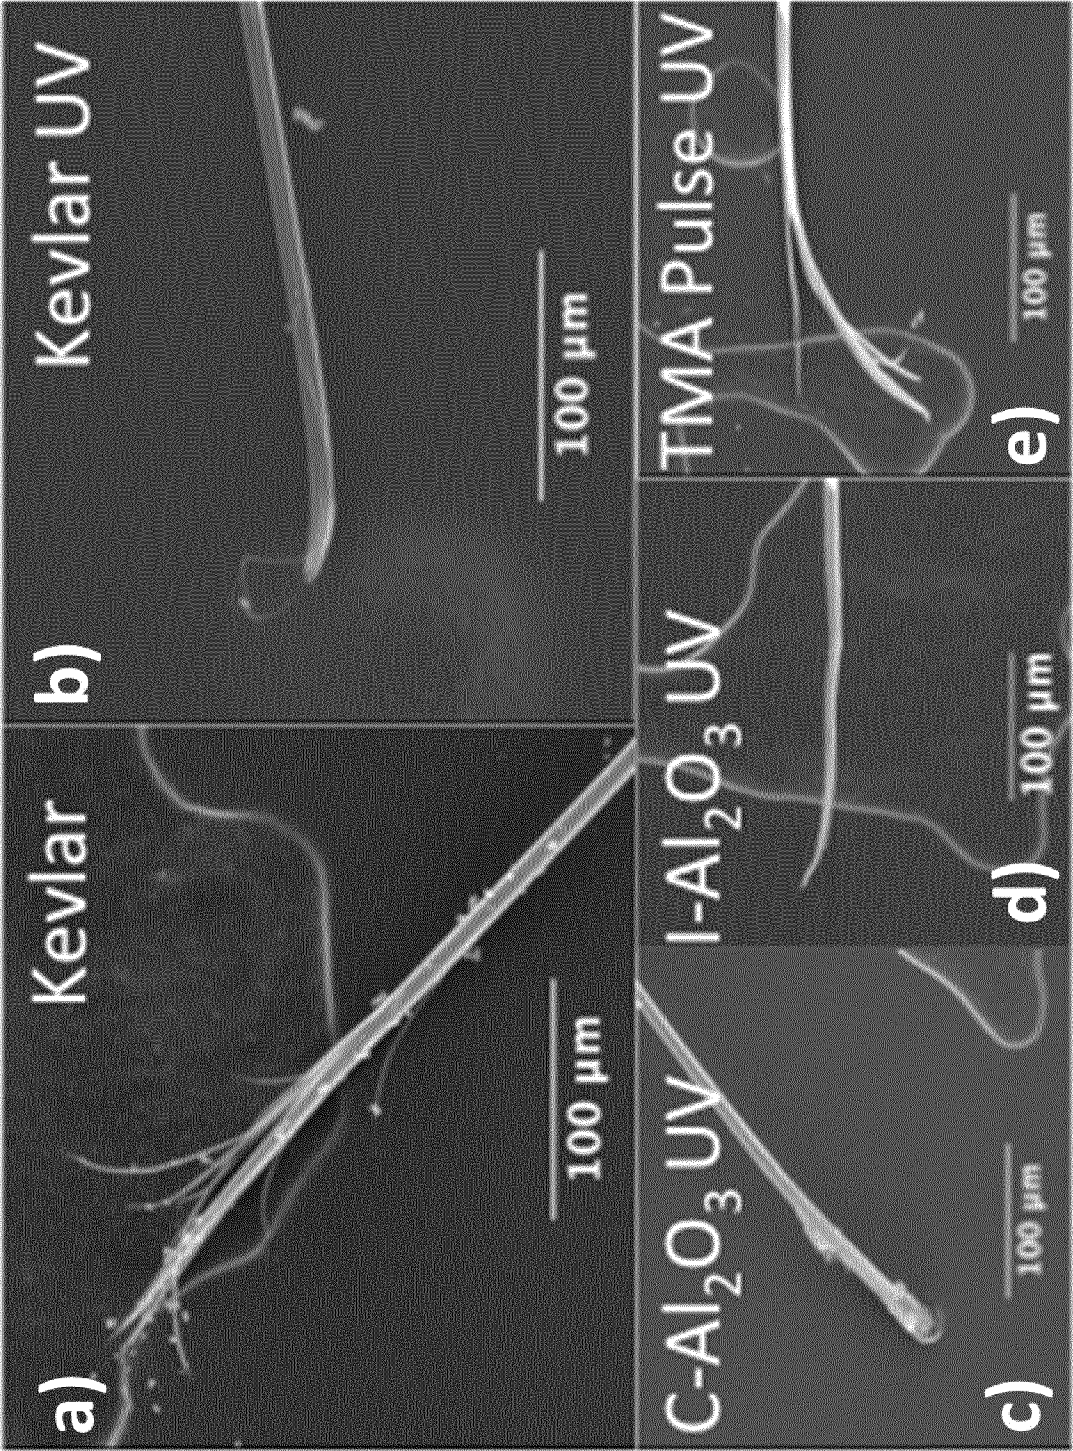 a)
Kevlar
100 µm
b)
Kevlar UV
100 µm
c)
C-Al₂O₃ UV
100 µm
d)
I-Al₂O₃ UV
100 µm
e)
TMA Pulse UV
100 µm